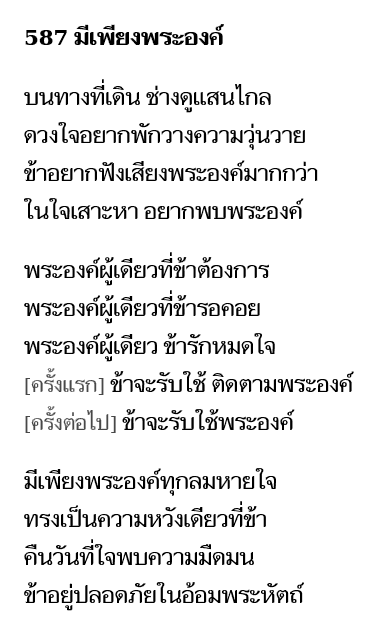 587 มีเพียงพระองค์
บนทางที่เดิน ช่างดูแสนไกล
ดวงใจอยากพักวางความวุ่นวาย
ข้าอยากฟังเสียงพระองค์มากกว่า
ในใจเสาะหา อยากพบพระองค์
พระองค์ผู้เดียวที่ข้าต้องการ
พระองค์ผู้เดียวที่ข้ารอคอย
พระองค์ผู้เดียว ข้ารักหมดใจ
[ครั้งแรก] ข้าจะรับใช้ ติดตามพระองค์
[ครั้งต่อไป] ข้าจะรับใช้พระองค์
มีเพียงพระองค์ทุกลมหายใจ
ทรงเป็นความหวังเดียวที่ข้า
คืนวันที่ใจพบความมืดมน
ข้าอยู่ปลอดภัยในอ้อมพระหัตถ์